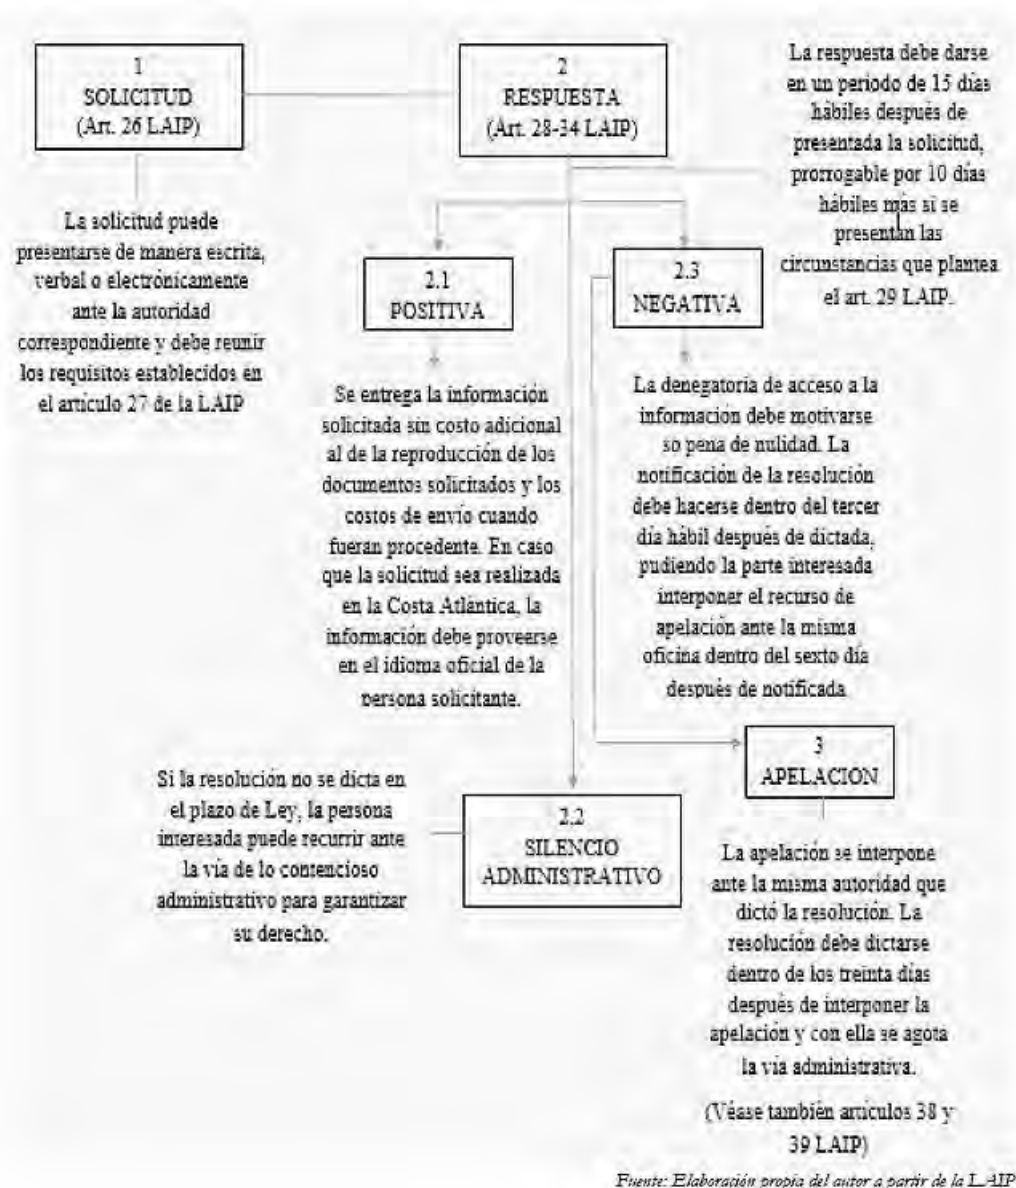 1
SOLICITUD
(Art. 26 LAIP)
La solicitud puede
presentarse de manera escrita,
verbal o electrónicamente
ante la autoridad
correspondiente y debe reunir
los requisitos establecidos en
el artículo 27 de la LAIP
2
RESPUESTA
(Art. 28-34 LAIP)
La respuesta debe darse
en un periodo de 15 días
hábiles después de
presentada la solicitud,
prorrogable por 10 días
hábiles más si se
presentan las
circunstancias que plantea
el art. 29 LAIP.
2.1
POSITIVA
Se entrega la información
solicitada sin costo adicional
al de la reproducción de los
documentos solicitados y los
costos de envío cuando
fueran procedente. En caso
que la solicitud sea realizada
en la Costa Atlántica, la
información debe proveerse
en el idioma oficial de la
persona solicitante.
2.3
NEGATIVA
La denegatoria de acceso a la
información debe motivarse
so pena de nulidad. La
notificación de la resolución
debe hacerse dentro del tercer
día hábil después de dictada,
pudiendo la parte interesada
interponer el recurso de
apelación ante la misma
oficina dentro del sexto día
después de notificada.
Si la resolución no se dicta en
el plazo de Ley, la persona
interesada puede recurrir ante
la vía de lo contencioso
administrativo para garantizar
su derecho.
2.2
SILENCIO
ADMINISTRATIVO
3
APELACION
La apelación se interpone
ante la misma autoridad que
dictó la resolución. La
resolución debe dictarse
dentro de los treinta días
después de interponer la
apelación y con ella se agota
la vía administrativa.
(Véase también artículos 38 y
39 LAIP)
Fuente: Elaboración propia del autor a partir de la LAIP